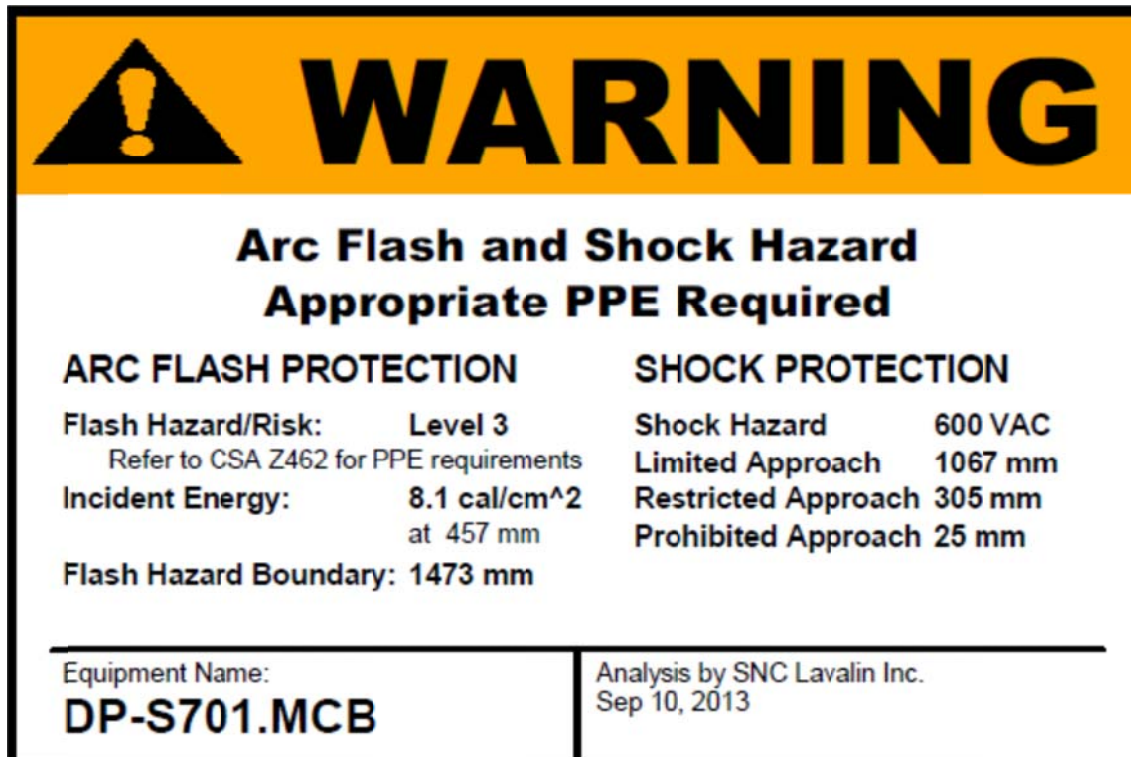 WARNING
Arc Flash and Shock Hazard
Appropriate PPE Required
ARC FLASH PROTECTION
Flash Hazard/Risk: Level 3
Refer to CSA Z462 for PPE requirements
Incident Energy: 8.1 cal/cm^2
at 457 mm
Flash Hazard Boundary: 1473 mm
SHOCK PROTECTION
Shock Hazard 600 VAC
Limited Approach 1067 mm
Restricted Approach 305 mm
Prohibited Approach 25 mm
Equipment Name:
DP-S701.MCB
Analysis by SNC Lavalin Inc.
Sep 10, 2013